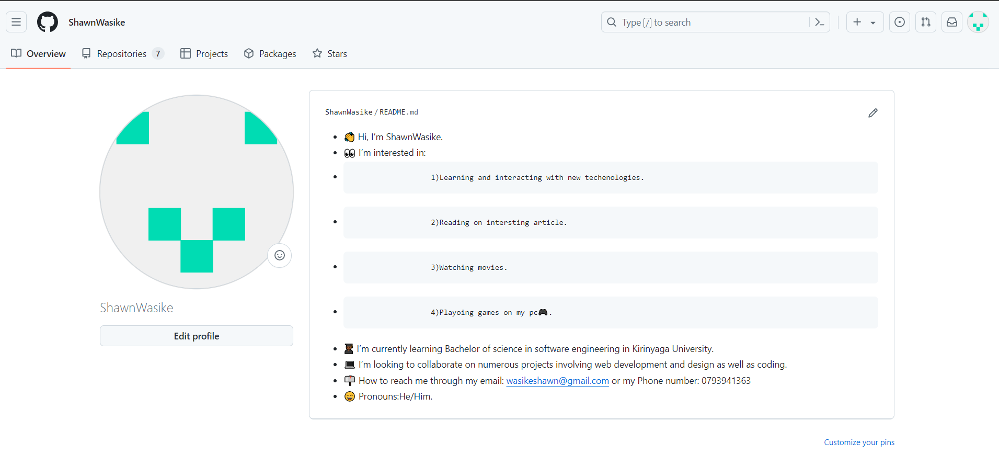 ShawnWasike
Type / to search
Overview
Repositories 7
Projects
Packages
Stars
ShawnWasike
Edit profile
ShawnWasike / README.md
👋 Hi, I'm ShawnWasike.
👀 I'm interested in:
1)Learning and interacting with new techenologies.
2)Reading on intersting article.
3)Watching movies.
4)Playoing games on my pc🎮.
👨🏿‍🎓 I'm currently learning Bachelor of science in software engineering in Kirinyaga University.
💻 I'm looking to collaborate on numerous projects involving web development and design as well as coding.
📫 How to reach me through my email: wasikeshawn@gmail.com or my Phone number: 0793941363
😄 Pronouns:He/Him.
Customize your pins